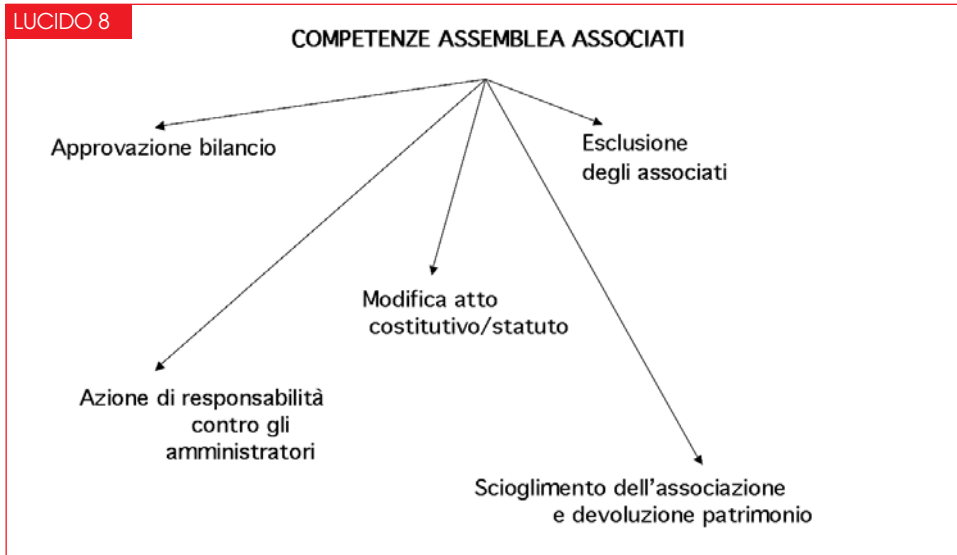 LUCIDO 8
COMPETENZE ASSEMBLEA ASSOCIATI
Approvazione bilancio
Esclusione
degli associati
Modifica atto
costitutivo/statuto
Azione di responsabilità
contro gli
amministratori
Scioglimento dell'associazione
e devoluzione patrimonio